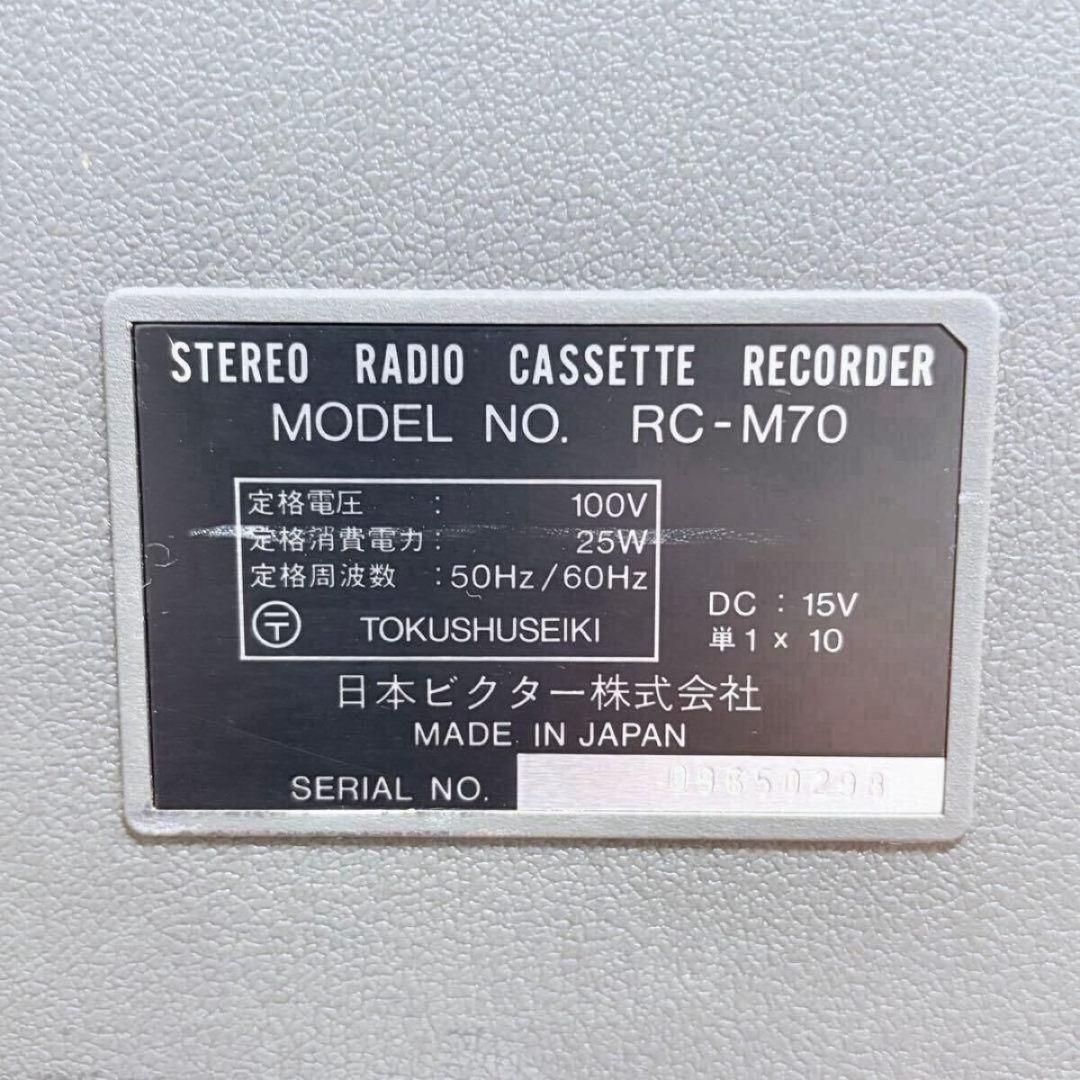 STEREO RADIO CASSETTE RECORDER
MODEL NO. RC-M70
定格電圧 : 100V
定格消費電力 : 25W
定格周波数 : 50Hz/60Hz
〒 TOKUSHUSEIKI
DC : 15V
単1 x 10
日本ビクター株式会社
MADE IN JAPAN
SERIAL NO.